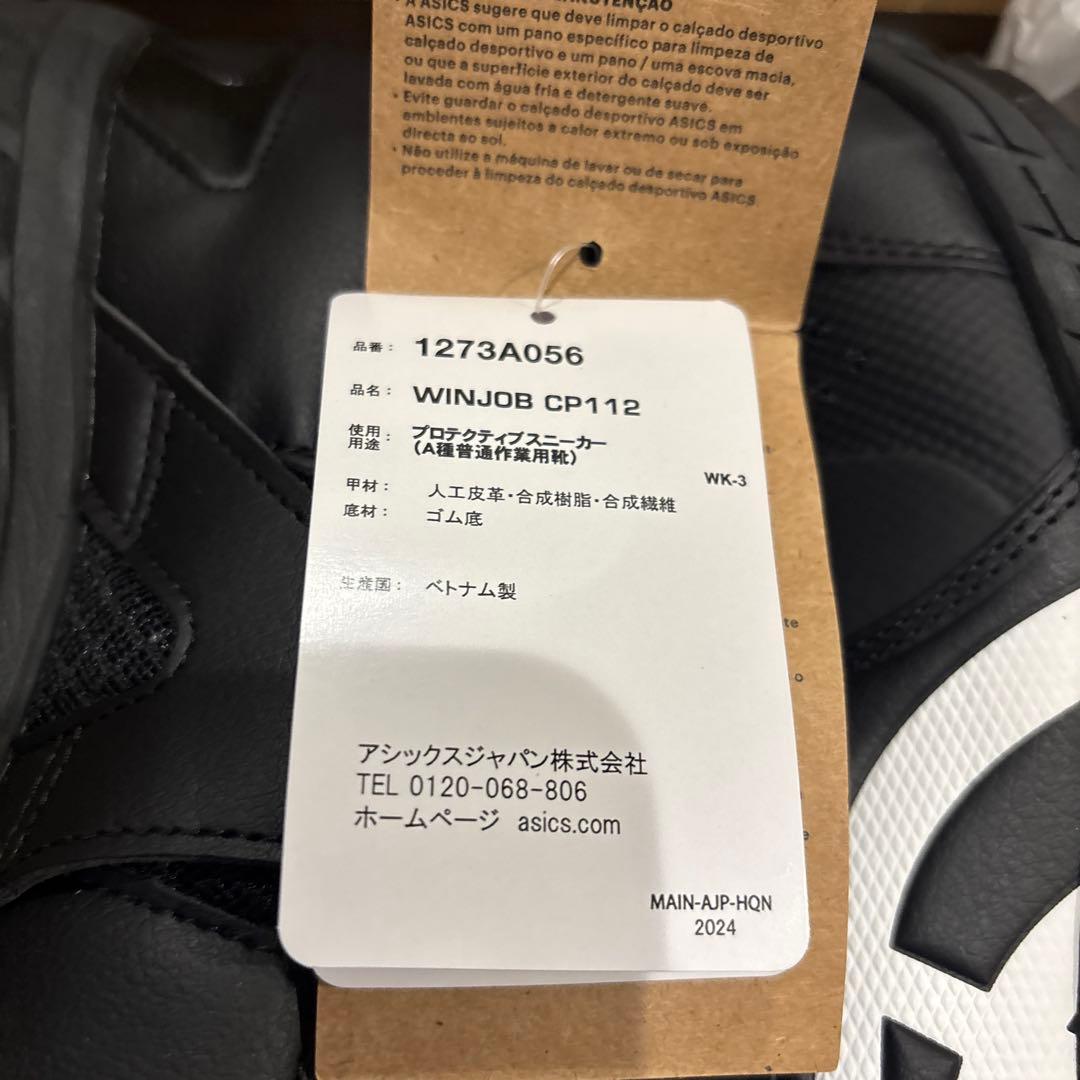 MANUTENÇÃO
• A ASICS sugere que deve limpar o calçado desportivo
ASICS com um pano específico para limpeza de
calçado desportivo e um pano / uma escova macia,
ou que a superfície exterior do calçado deve ser
lavada com água fria e detergente suave.
• Evite guardar o calçado desportivo ASICS em
ambientes sujeitos a calor extremo ou sob exposição
directa ao sol.
• Não utilize a máquina de lavar ou de secar para
proceder à limpeza do calçado desportivo ASICS.
品番： 1273A056
品名： WINJOB CP112
使用用途： プロテクティブスニーカー
（A種普通作業用靴）
WK-3
甲材： 人工皮革・合成樹脂・合成繊維
底材： ゴム底
生産国： ベトナム製
te
o
e
アシックスジャパン株式会社
TEL 0120-068-806
ホームページ asics.com
MAIN-AJP-HQN
2024